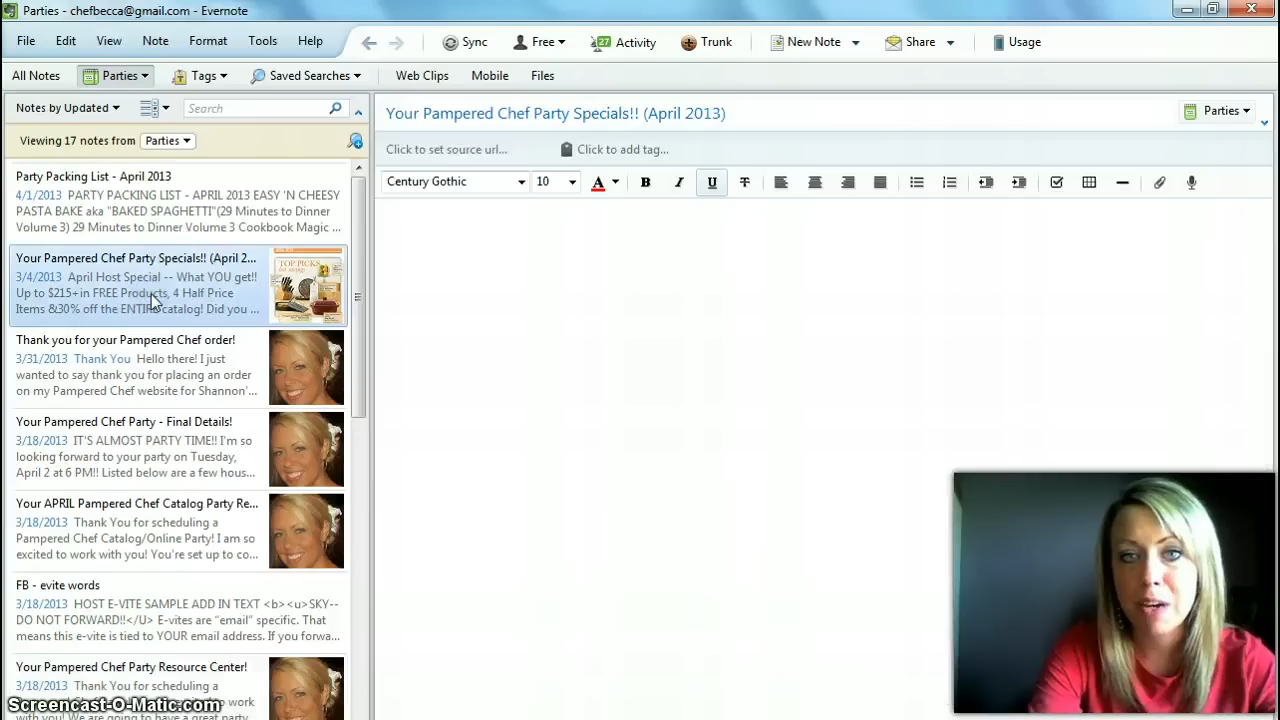 Parties - chefbecca@gmail.com - Evernote
File Edit View Note Format Tools Help
Sync Free 27 Activity Trunk New Note Share Usage
All Notes Parties Tags Saved Searches Web Clips Mobile Files
Notes by Updated Search
Viewing 17 notes from Parties
Party Packing List - April 2013
4/1/2013 PARTY PACKING LIST - APRIL 2013 EASY 'N CHEESY
PASTA BAKE aka "BAKED SPAGHETTI"(29 Minutes to Dinner
Volume 3) 29 Minutes to Dinner Volume 3 Cookbook Magic ...
Your Pampered Chef Party Specials!! (April 2...
3/4/2013 April Host Special -- What YOU get!!
Up to $215+in FREE Products, 4 Half Price
Items &30% off the ENTIRE catalog! Did you ...
TOP PICKS
Thank you for your Pampered Chef order!
3/31/2013 Thank You Hello there! I just
wanted to say thank you for placing an order
on my Pampered Chef website for Shannon'...
Your Pampered Chef Party - Final Details!
3/18/2013 IT'S ALMOST PARTY TIME!! I'm so
looking forward to your party on Tuesday,
April 2 at 6 PM!! Listed below are a few hous...
Your APRIL Pampered Chef Catalog Party Re...
3/18/2013 Thank You for scheduling a
Pampered Chef Catalog/Online Party! I am so
excited to work with you! You're set up to co...
FB - evite words
3/18/2013 HOST E-VITE SAMPLE ADD IN TEXT <b><u>SKY--
DO NOT FORWARD!!</U> E-vites are "email" specific. That
means this e-vite is tied to YOUR email address. If you forwa...
Your Pampered Chef Party Resource Center!
3/18/2013 Thank You for scheduling a
Screencast-O-Matic.com
Your Pampered Chef Party Specials!! (April 2013)
Parties
Click to set source url... Click to add tag...
Century Gothic 10 A B I U T